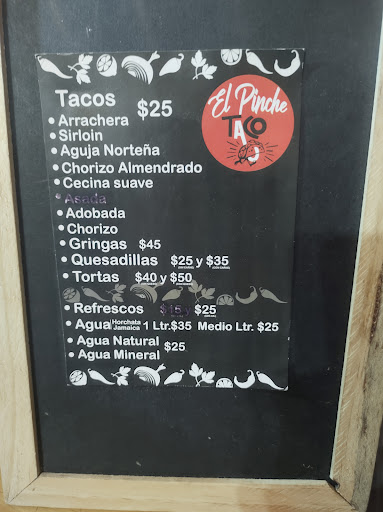 El Pinche
TACO
Tacos $25
• Arrachera
• Sirloin
• Aguja Norteña
• Chorizo Almendrado
• Cecina suave
• Asada
• Adobada
• Chorizo
• Gringas $45
• Quesadillas $25 y $35
• Tortas $40 y $50
• Refrescos $15 y $25
• Agua Horchata Jamaica 1 Ltr.$35 Medio Ltr. $25
• Agua Natural $25
• Agua Mineral